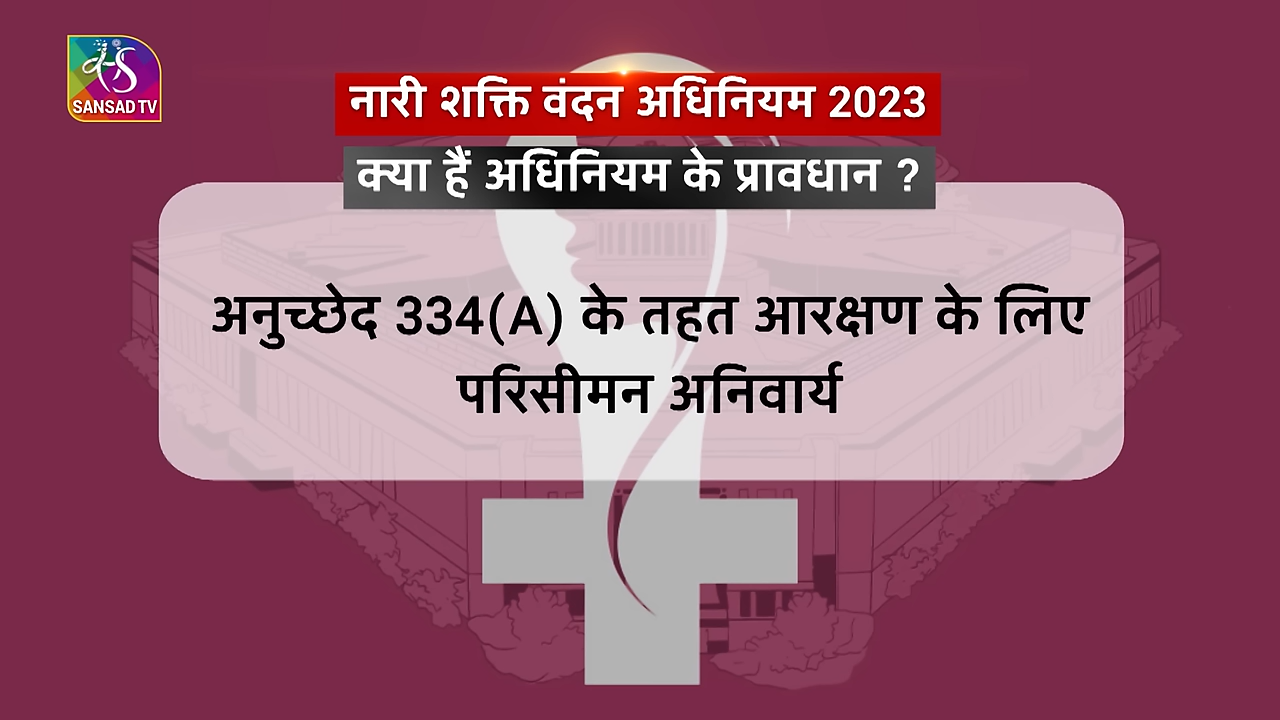 SANSAD TV
नारी शक्ति वंदन अधिनियम 2023
क्या हैं अधिनियम के प्रावधान ?
अनुच्छेद 334(A) के तहत आरक्षण के लिए
परिसीमन अनिवार्य